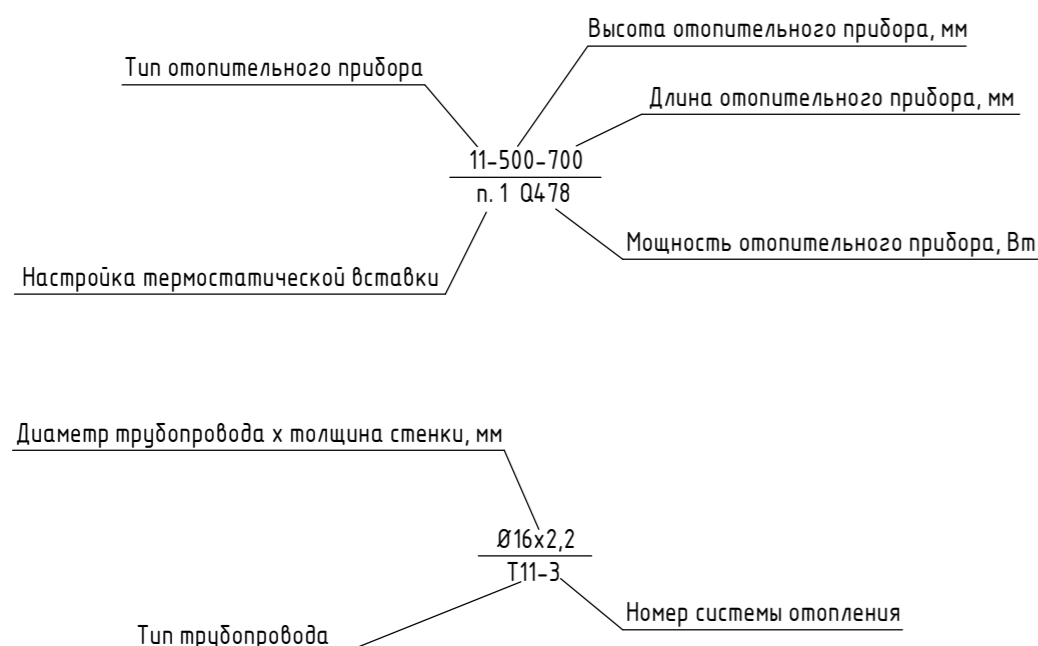 Высота отопительного прибора, мм
Тип отопительного прибора
Длина отопительного прибора, мм
11-500-700
п. 1 Q478
Мощность отопительного прибора, Вт
Настройка термостатической вставки
Диаметр трубопровода х толщина стенки, мм
Ø16х2,2
Т11-3
Номер системы отопления
Тип трубопровода